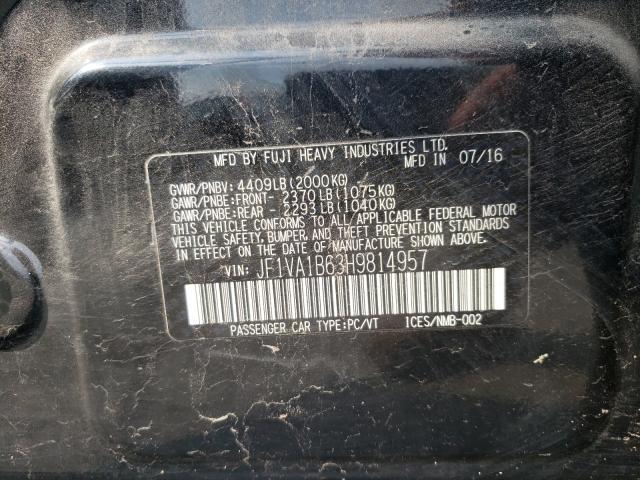 MFD BY FUJI HEAVY INDUSTRIES LTD. MFD IN 07/16
GVWR/PNBV: 4409LB(2000KG)
GAWR/PNBE:FRONT- 2370LB(1075KG)
GAWR/PNBE:REAR - 2293LB(1040KG)
THIS VEHICLE CONFORMS TO ALL APPLICABLE FEDERAL MOTOR
VEHICLE SAFETY, BUMPER, AND THEFT PREVENTION STANDARDS
IN EFFECT ON THE DATE OF MANUFACTURE SHOWN ABOVE.
VIN: JF1VA1B63H9814957
PASSENGER CAR TYPE:PC/VT ICES/NMB-002